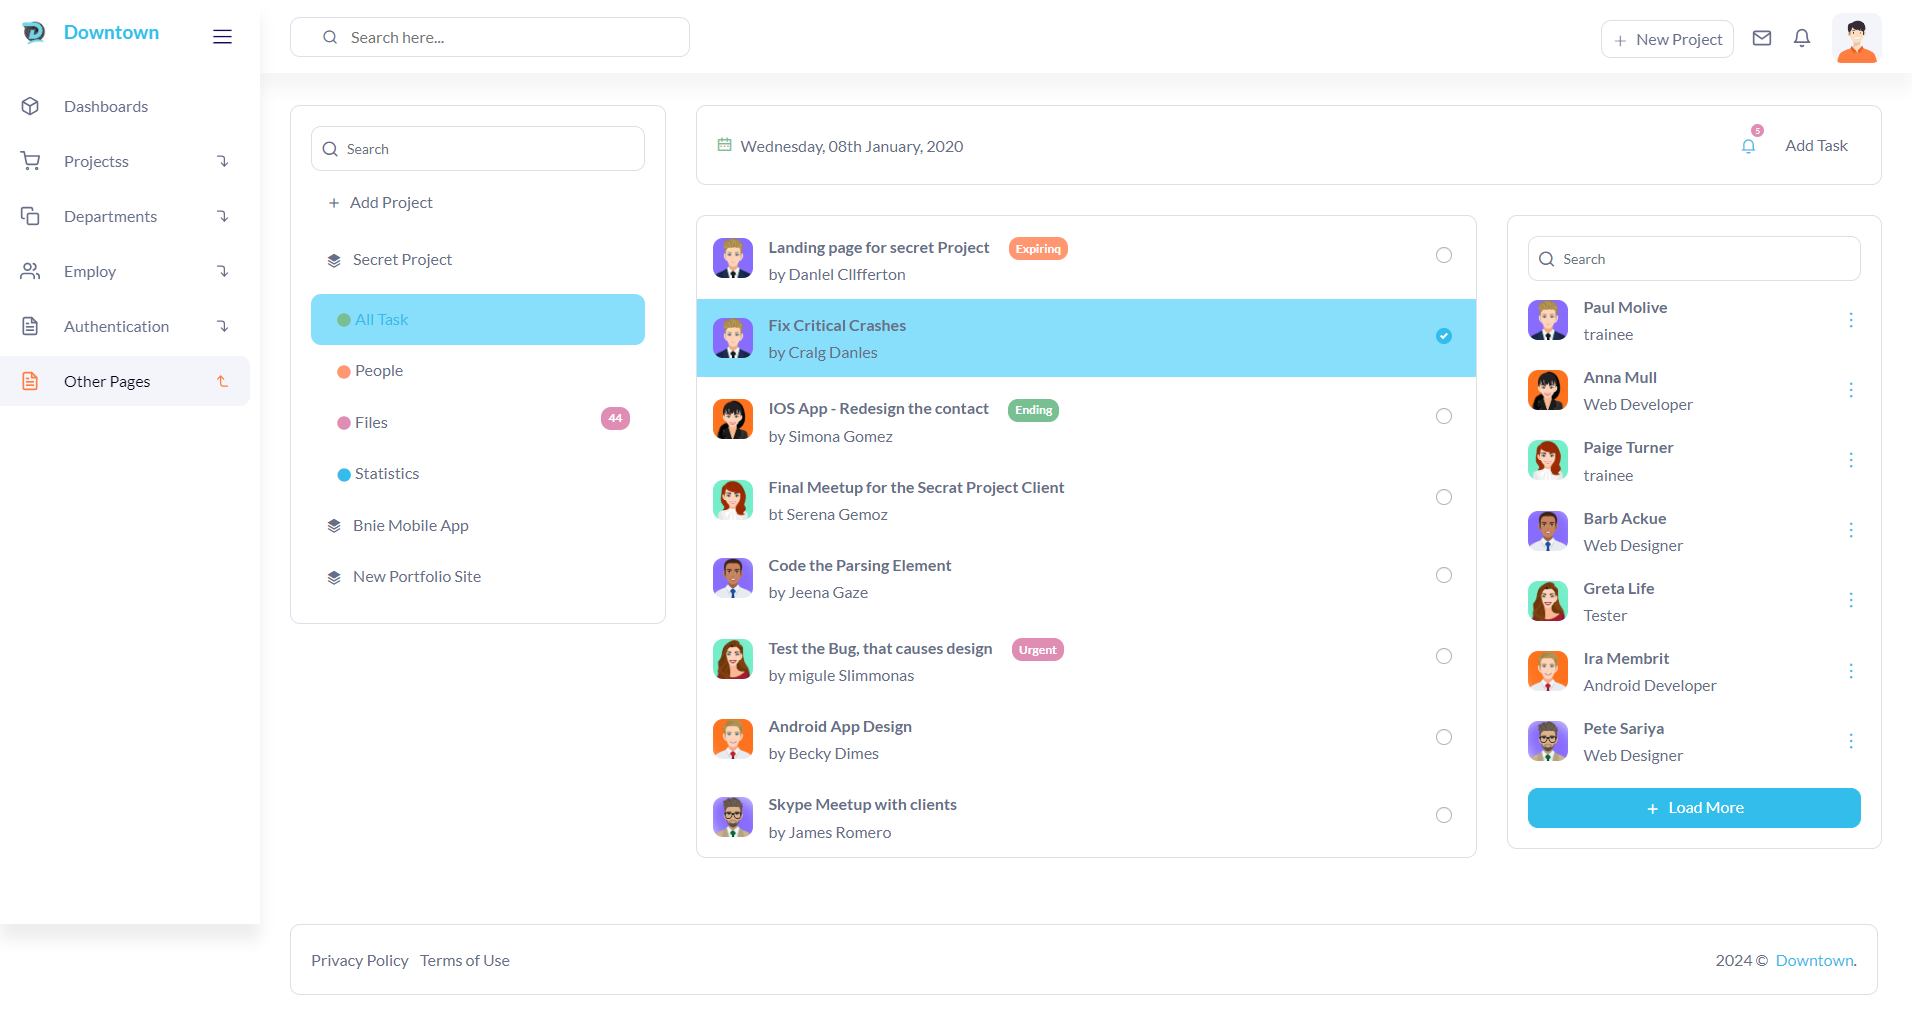 Downtown
Search here...
New Project
Dashboards
Projectss
Departments
Employ
Authentication
Other Pages
Search
Add Project
Secret Project
All Task
People
Files
44
Statistics
Bnie Mobile App
New Portfolio Site
Wednesday, 08th January, 2020
5
Add Task
Landing page for secret Project
Expiring
by Danlel Cllfferton
Fix Critical Crashes
by Cralg Danles
IOS App - Redesign the contact
Ending
by Simona Gomez
Final Meetup for the Secrat Project Client
bt Serena Gemoz
Code the Parsing Element
by Jeena Gaze
Test the Bug, that causes design
Urgent
by migule Slimmonas
Android App Design
by Becky Dimes
Skype Meetup with clients
by James Romero
Search
Paul Molive
trainee
Anna Mull
Web Developer
Paige Turner
trainee
Barb Ackue
Web Designer
Greta Life
Tester
Ira Membrit
Android Developer
Pete Sariya
Web Designer
Load More
Privacy Policy Terms of Use
2024 © Downtown.